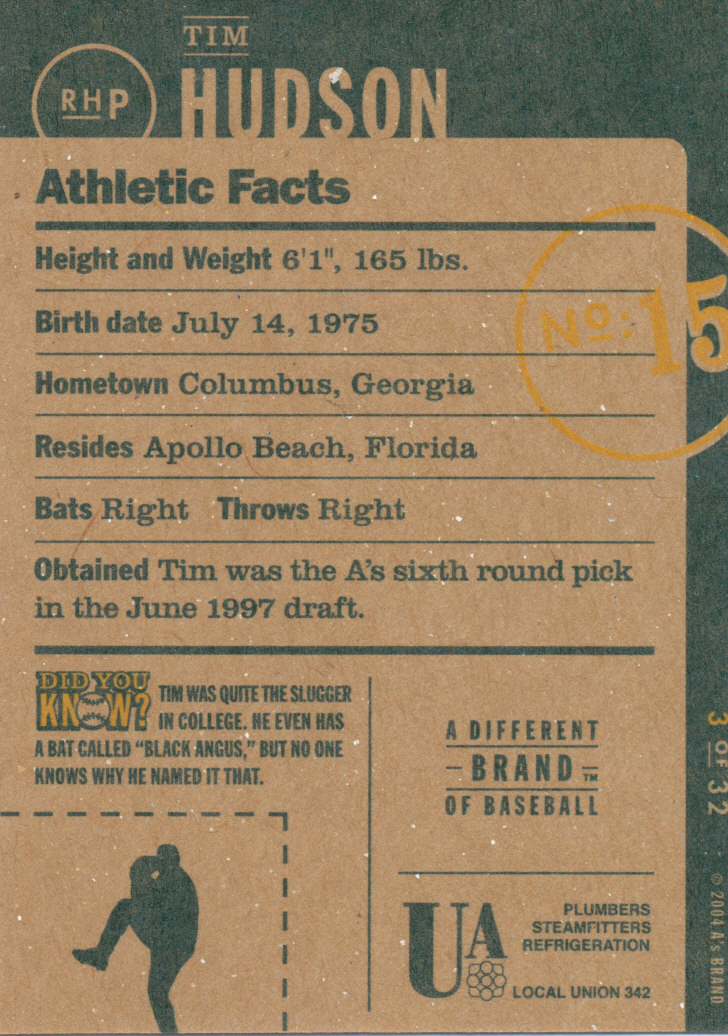 TIM
RHP
HUDSON
Athletic Facts
Height and Weight 6'1", 165 lbs.
Birth date July 14, 1975
No: 15
Hometown Columbus, Georgia
Resides Apollo Beach, Florida
Bats Right Throws Right
Obtained Tim was the A's sixth round pick
in the June 1997 draft.
DID YOU
KNOW?
TIM WAS QUITE THE SLUGGER
IN COLLEGE. HE EVEN HAS
A BAT CALLED “BLACK ANGUS,” BUT NO ONE
KNOWS WHY HE NAMED IT THAT.
A DIFFERENT
– BRAND – ™
OF BASEBALL
UA
PLUMBERS
STEAMFITTERS
REFRIGERATION
LOCAL UNION 342
3 OF 32
© 2004 A's BRAND